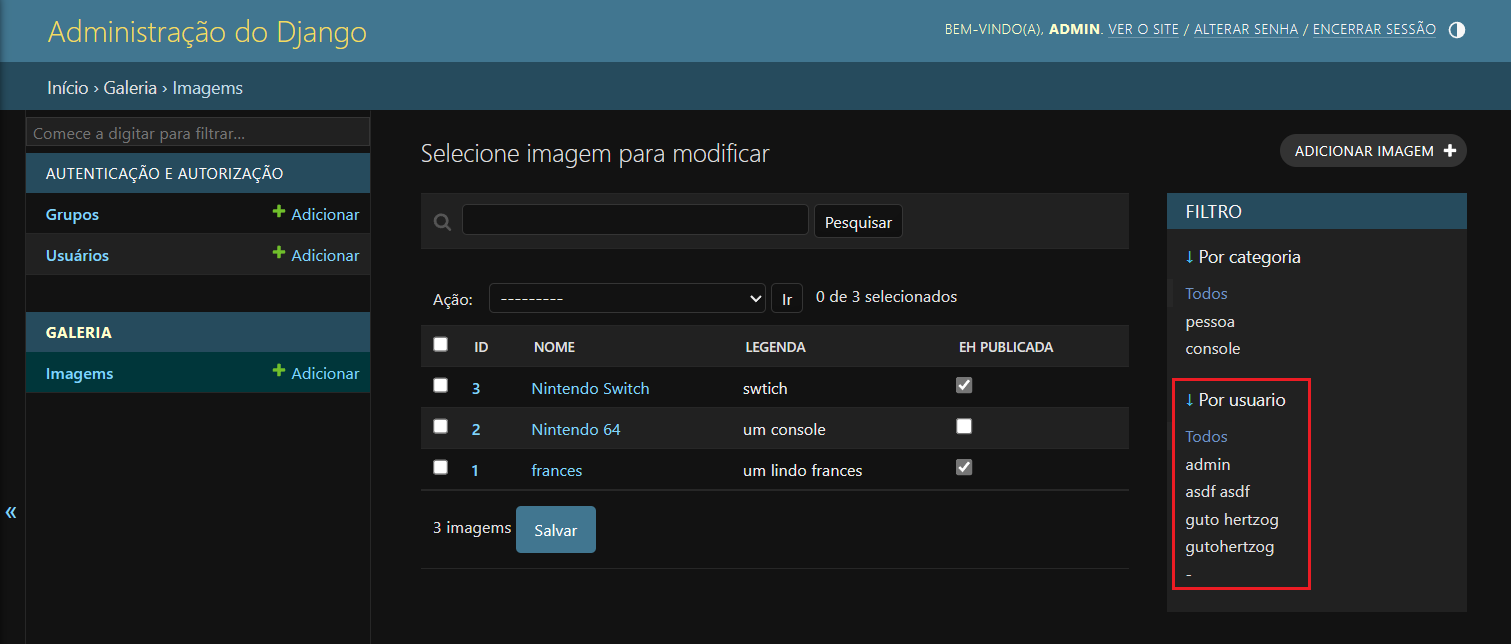 Administração do Django
BEM-VINDO(A), ADMIN. VER O SITE / ALTERAR SENHA / ENCERRAR SESSÃO
Início › Galeria › Imagems
Comece a digitar para filtrar...
AUTENTICAÇÃO E AUTORIZAÇÃO
Grupos + Adicionar
Usuários + Adicionar
GALERIA
Imagems + Adicionar
«
Selecione imagem para modificar
ADICIONAR IMAGEM +
Pesquisar
Ação: --------- Ir 0 de 3 selecionados
ID NOME LEGENDA EH PUBLICADA
3 Nintendo Switch swtich
2 Nintendo 64 um console
1 frances um lindo frances
3 imagems Salvar
FILTRO
↓ Por categoria
Todos
pessoa
console
↓ Por usuario
Todos
admin
asdf asdf
guto hertzog
gutohertzog
-